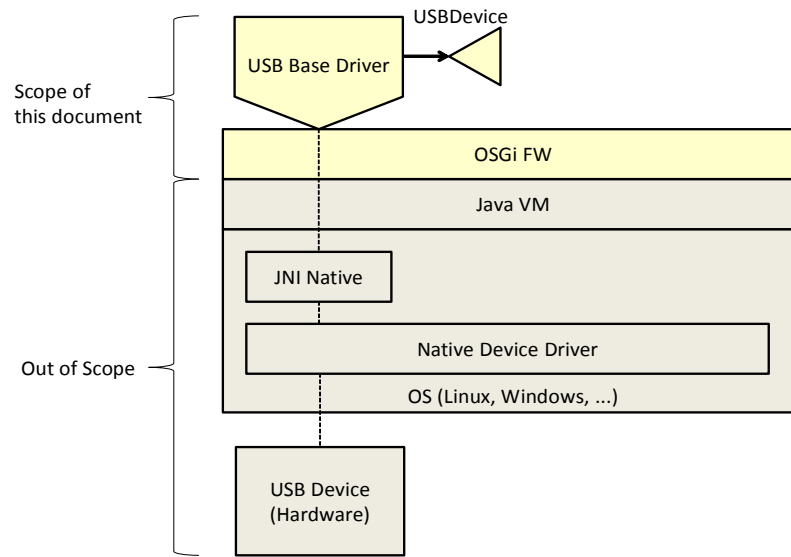 USBDevice
USB Base Driver
Scope of
this document
OSGi FW
Java VM
JNI Native
Native Device Driver
Out of Scope
OS (Linux, Windows, ...)
USB Device
(Hardware)